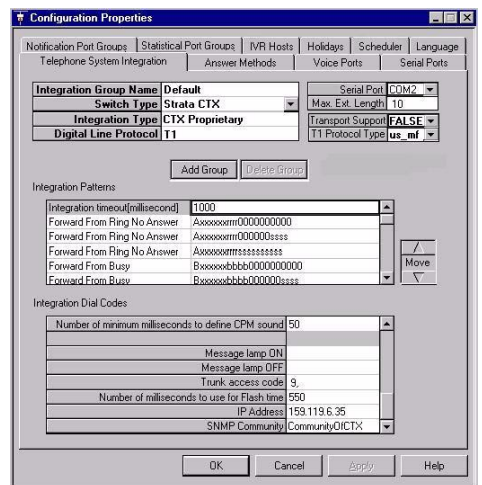 Configuration Properties
Notification Port Groups Statistical Port Groups IVR Hosts Holidays Scheduler Language
Telephone System Integration Answer Methods Voice Ports Serial Ports
Integration Group Name Default Serial Port COM2
Switch Type Strata CTX Max. Ext. Length 10
Integration Type CTX Proprietary Transport Support FALSE
Digital Line Protocol T1 T1 Protocol Type us_mf
Add Group Delete Group
Integration Patterns
Integration timeout[millisecond] 1000
Forward From Ring No Answer Axxxxxxrrrr0000000000
Forward From Ring No Answer Axxxxxxrrrr000000ssss
Forward From Ring No Answer Axxxxxxrrrrssssssssss
Forward From Busy Bxxxxxxbbbb0000000000
Forward From Busy Bxxxxxxbbbb000000ssss
Move
Integration Dial Codes
Number of minimum milliseconds to define CPM sound 50
Message lamp ON
Message lamp OFF
Trunk access code 9,
Number of milliseconds to use for Flash time 550
IP Address 159.119.6.35
SNMP Community CommunityOfCTX
OK Cancel Apply Help